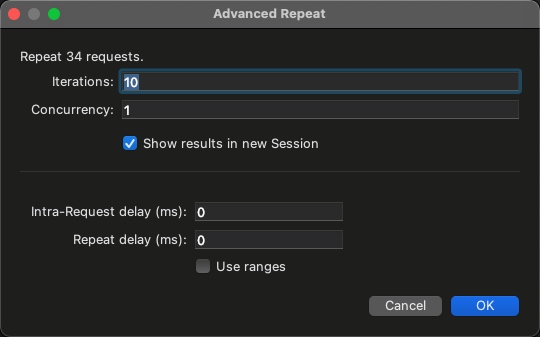 Advanced Repeat
Repeat 34 requests.
Iterations: 10
Concurrency: 1
Show results in new Session
Intra-Request delay (ms): 0
Repeat delay (ms): 0
Use ranges
Cancel OK